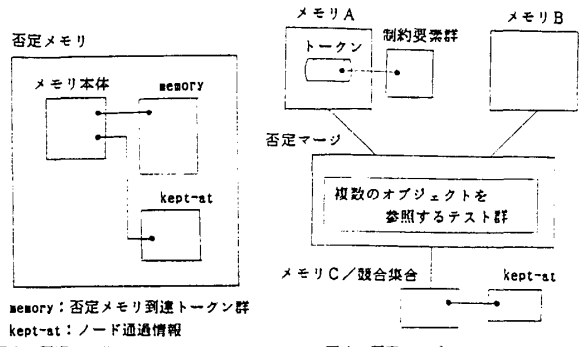 否定メモリ
メモリ本体
memory
kept-at
memory：否定メモリ到達トークン群
kept-at：ノード通過情報
メモリA
トークン
制約要素群
メモリB
否定マージ
複数のオブジェクトを
参照するテスト群
メモリC／競合集合
kept-at